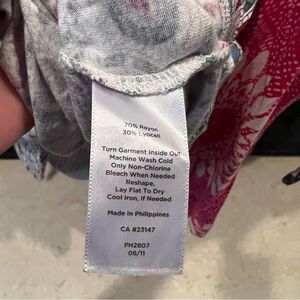 70% Rayon
30% Lyocell
Turn Garment Inside Out
Machine Wash Cold
Only Non-Chlorine
Bleach When Needed
Reshape,
Lay Flat To Dry
Cool Iron, If Needed
Made In Philippines
CA #23147
PH2807
08/11